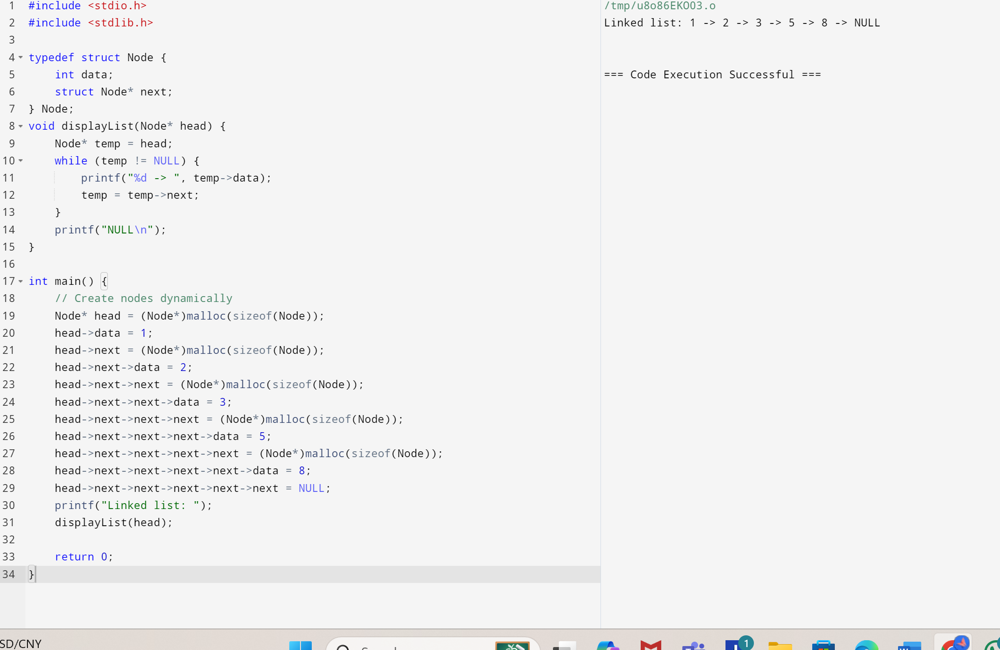 1 #include <stdio.h>
2 #include <stdlib.h>
3
4 typedef struct Node {
5     int data;
6     struct Node* next;
7 } Node;
8 void displayList(Node* head) {
9     Node* temp = head;
10     while (temp != NULL) {
11         printf("%d -> ", temp->data);
12         temp = temp->next;
13     }
14     printf("NULL\n");
15 }
16
17 int main() {
18     // Create nodes dynamically
19     Node* head = (Node*)malloc(sizeof(Node));
20     head->data = 1;
21     head->next = (Node*)malloc(sizeof(Node));
22     head->next->data = 2;
23     head->next->next = (Node*)malloc(sizeof(Node));
24     head->next->next->data = 3;
25     head->next->next->next = (Node*)malloc(sizeof(Node));
26     head->next->next->next->data = 5;
27     head->next->next->next->next = (Node*)malloc(sizeof(Node));
28     head->next->next->next->next->data = 8;
29     head->next->next->next->next->next = NULL;
30     printf("Linked list: ");
31     displayList(head);
32
33     return 0;
34 }
/tmp/u8o86EKO03.o
Linked list: 1 -> 2 -> 3 -> 5 -> 8 -> NULL
=== Code Execution Successful ===
SD/CNY
1